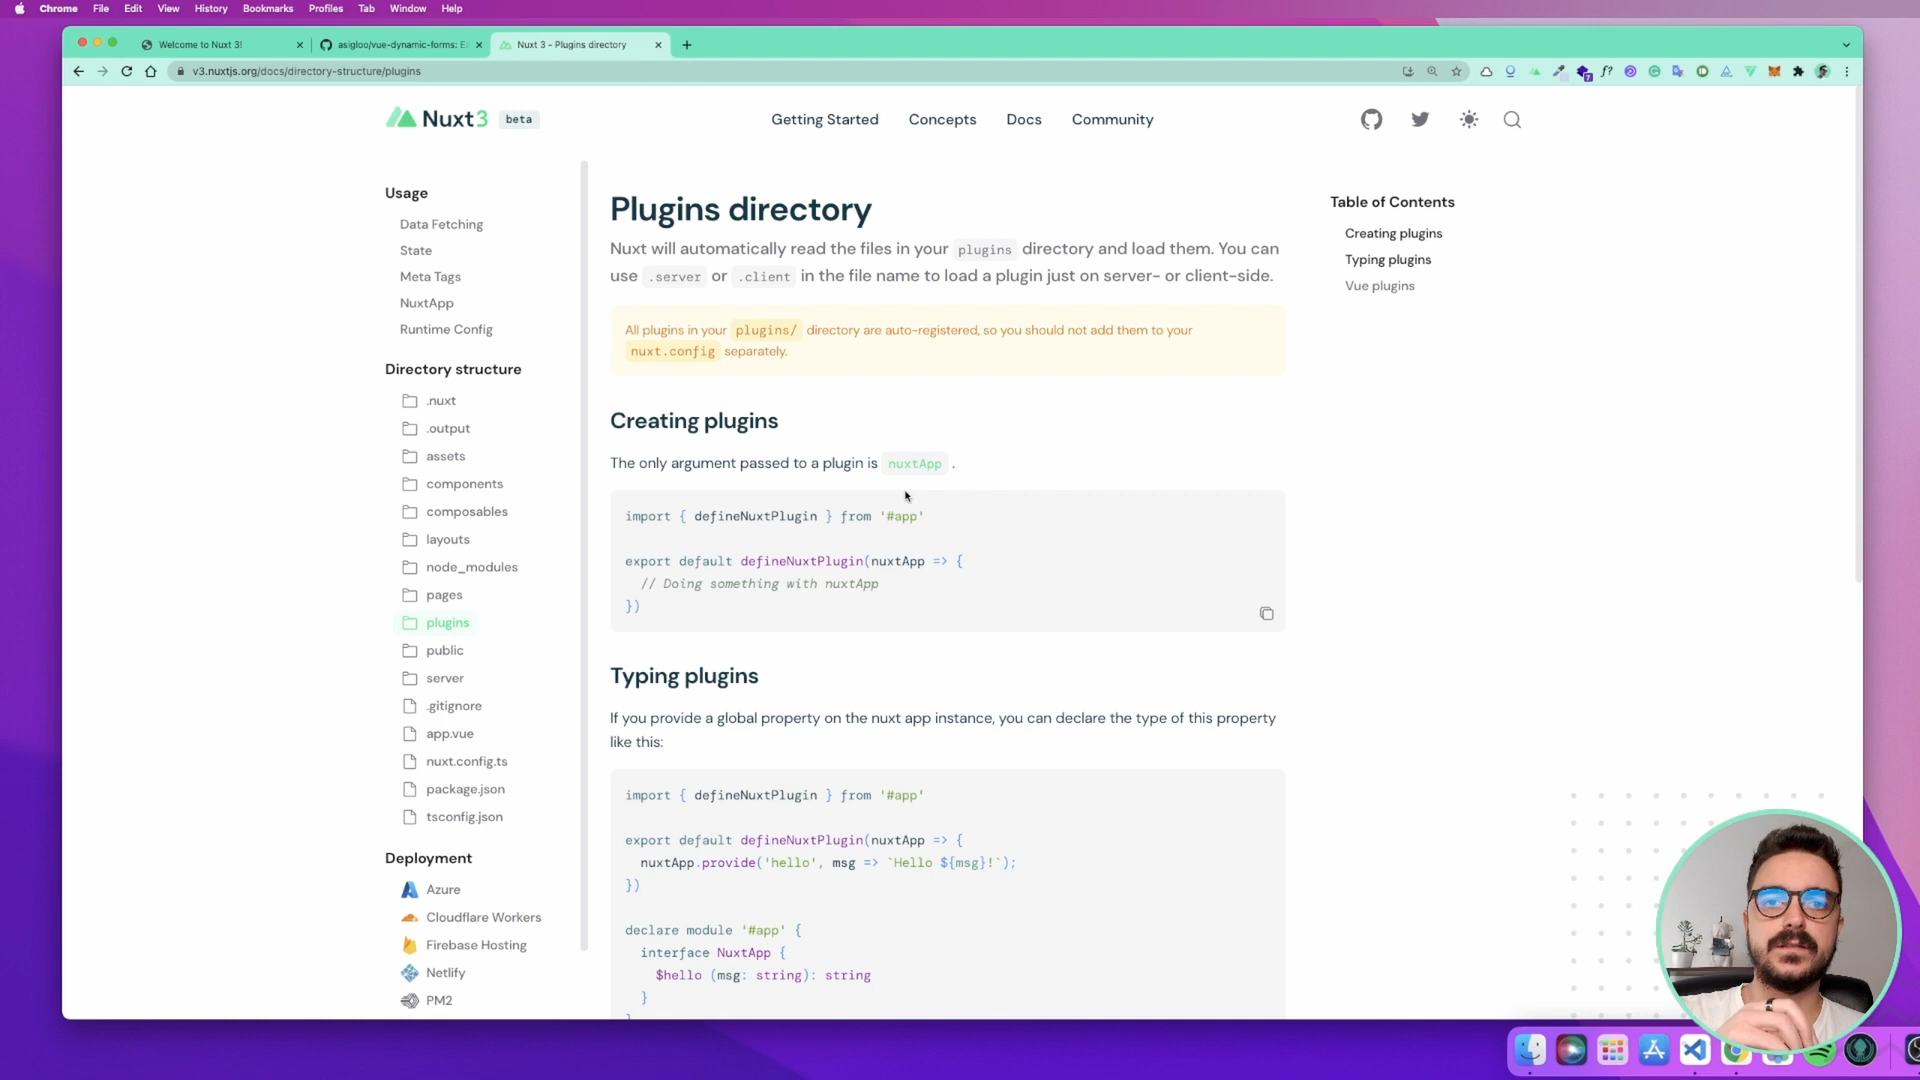 Chrome File Edit View History Bookmarks Profiles Tab Window Help
Welcome to Nuxt 3!
asigloo/vue-dynamic-forms: E
Nuxt 3 - Plugins directory
v3.nuxtjs.org/docs/directory-structure/plugins
Nuxt3 beta
Getting Started
Concepts
Docs
Community
Usage
Data Fetching
State
Meta Tags
NuxtApp
Runtime Config
Directory structure
.nuxt
.output
assets
components
composables
layouts
node_modules
pages
plugins
public
server
.gitignore
app.vue
nuxt.config.ts
package.json
tsconfig.json
Deployment
Azure
Cloudflare Workers
Firebase Hosting
Netlify
PM2
Plugins directory
Nuxt will automatically read the files in your plugins directory and load them. You can
use .server or .client in the file name to load a plugin just on server- or client-side.
All plugins in your plugins/ directory are auto-registered, so you should not add them to your
nuxt.config separately.
Creating plugins
The only argument passed to a plugin is nuxtApp .
import { defineNuxtPlugin } from '#app'
export default defineNuxtPlugin(nuxtApp => {
// Doing something with nuxtApp
})
Typing plugins
If you provide a global property on the nuxt app instance, you can declare the type of this property
like this:
import { defineNuxtPlugin } from '#app'
export default defineNuxtPlugin(nuxtApp => {
nuxtApp.provide('hello', msg => `Hello ${msg}!`);
})
declare module '#app' {
interface NuxtApp {
$hello (msg: string): string
}
Table of Contents
Creating plugins
Typing plugins
Vue plugins